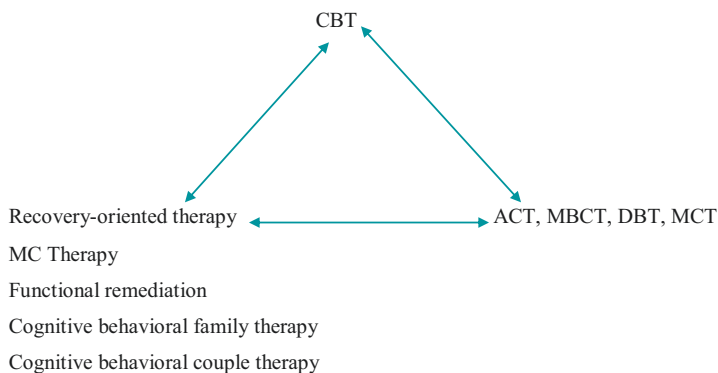 CBT
Recovery-oriented therapy
ACT, MBCT, DBT, MCT
MC Therapy
Functional remediation
Cognitive behavioral family therapy
Cognitive behavioral couple therapy